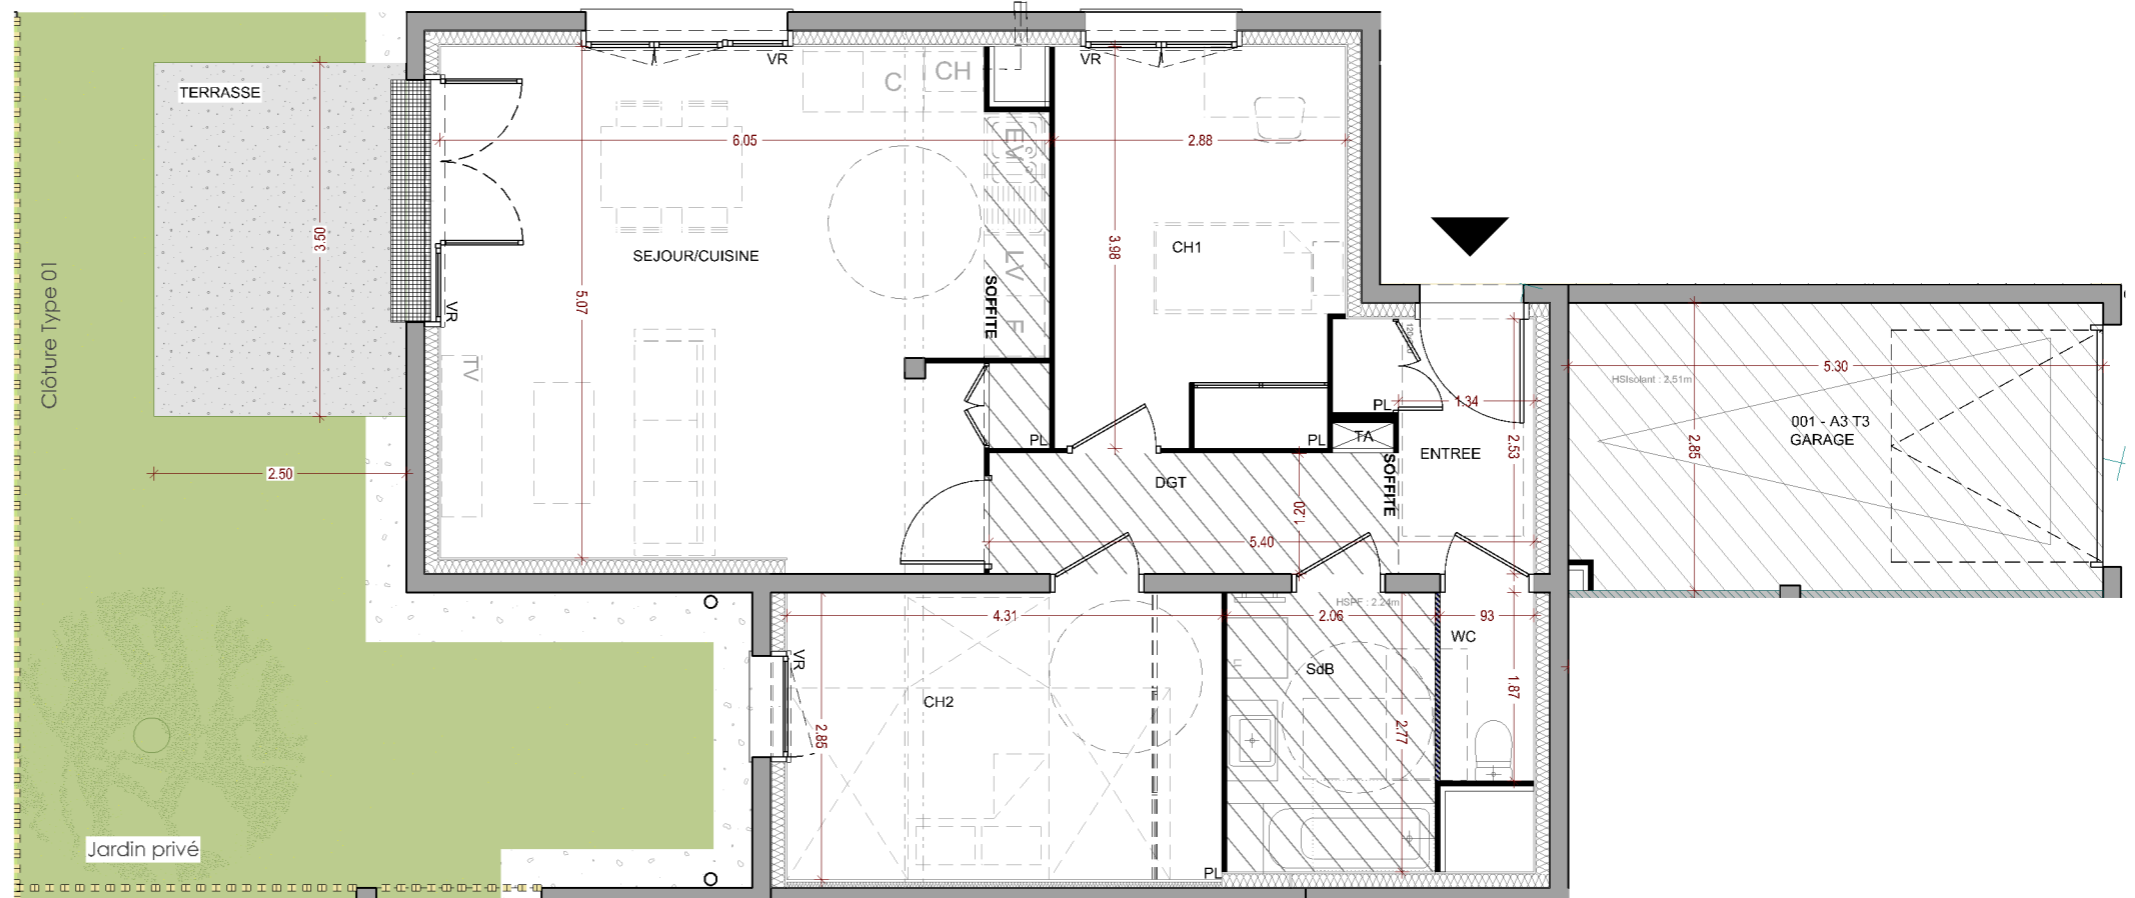 VR
VR
C
CH
TERRASSE
6.05
2.88
EV
3.50
SEJOUR/CUISINE
3.98
CH1
LV
Clôture Type 01
5.07
SOFFITE
VR
F
TV
5.30
HSIsolant : 2.51m
001 - A3 T3
GARAGE
2.85
PL
1.34
PL
PL
TA
ENTREE
2.53
2.50
DGT
SOFFITE
1.20
5.40
HSPF : 2.24m
4.31
2.06
93
WC
VR
SdB
1.87
CH2
2.85
2.77
Jardin privé
PL